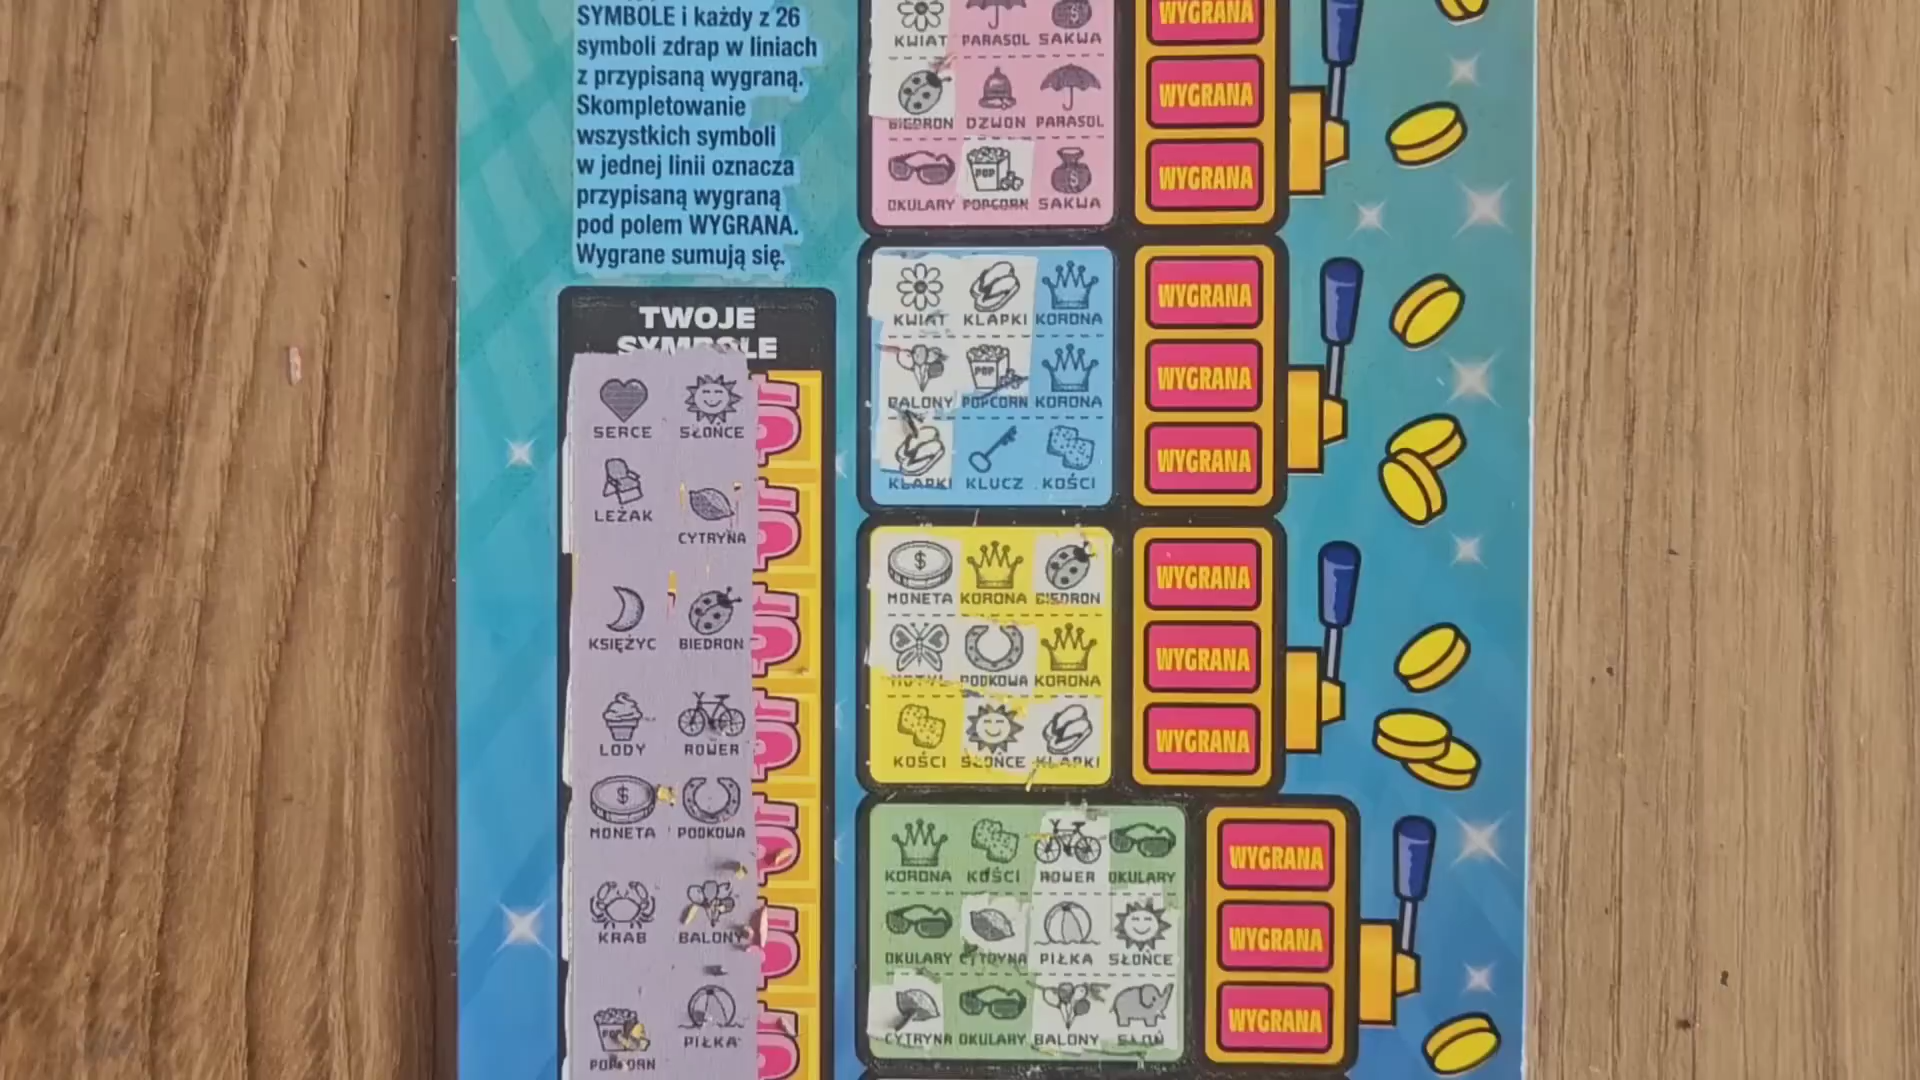 SYMBOLE i każdy z 26
symboli zdrap w liniach
z przypisaną wygraną.
Skompletowanie
wszystkich symboli
w jednej linii oznacza
przypisaną wygraną
pod polem WYGRANA.
Wygrane sumują się.
TWOJE
SYMBOLE
SERCE SŁOŃCE
LEŻAK
CYTRYNA
KSIĘŻYC BIEDRON
LODY ROWER
MONETA PODKOWA
KRAB BALONY
POPCORN PIŁKA
KWIAT PARASOL SAKWA WYGRANA
BIEDRON DZWON PARASOL WYGRANA
OKULARY POPCORN SAKWA WYGRANA
KWIAT KLAPKI KORONA WYGRANA
BALONY POPCORN KORONA WYGRANA
KLAPKI KLUCZ KOŚCI WYGRANA
MONETA KORONA BIEDRON WYGRANA
MOTYL PODKOWA KORONA WYGRANA
KOŚCI SŁOŃCE KLAPKI WYGRANA
KORONA KOŚCI ROWER OKULARY WYGRANA
OKULARY CYTRYNA PIŁKA SŁOŃCE WYGRANA
CYTRYNA OKULARY BALONY SŁOŃ WYGRANA